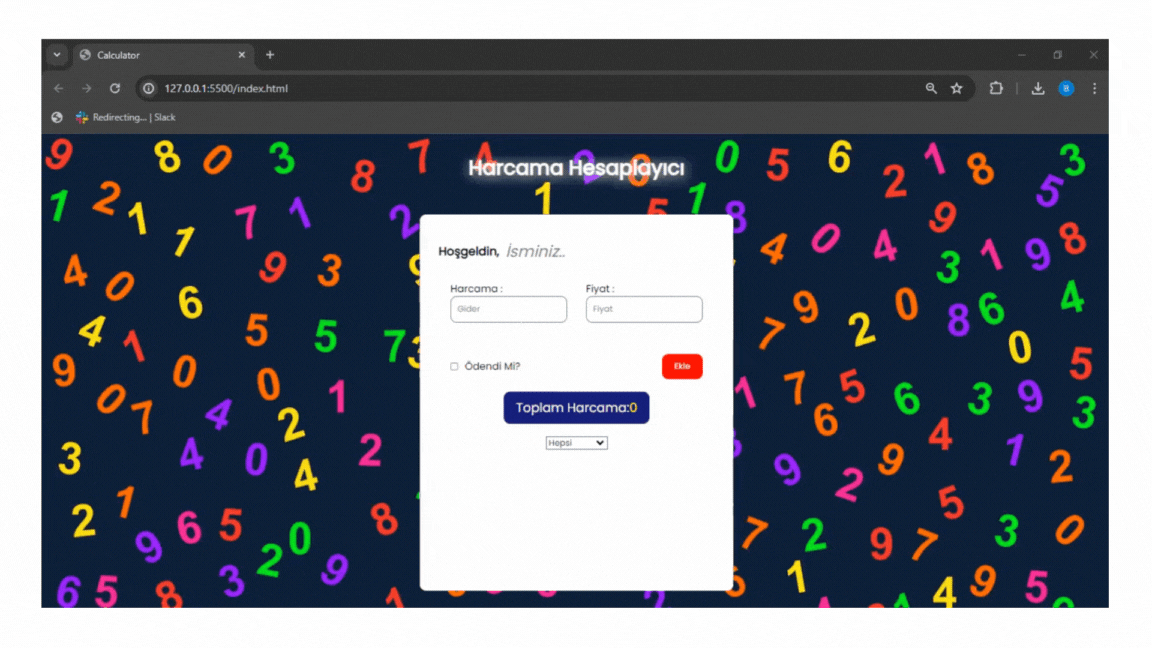 Calculator
127.0.0.1:5500/index.html
Redirecting... | Slack
Harcama Hesaplayıcı
Hoşgeldin, İsminiz..
Harcama : Fiyat :
Gider Fiyat
Ödendi Mi? Ekle
Toplam Harcama:0
Hepsi